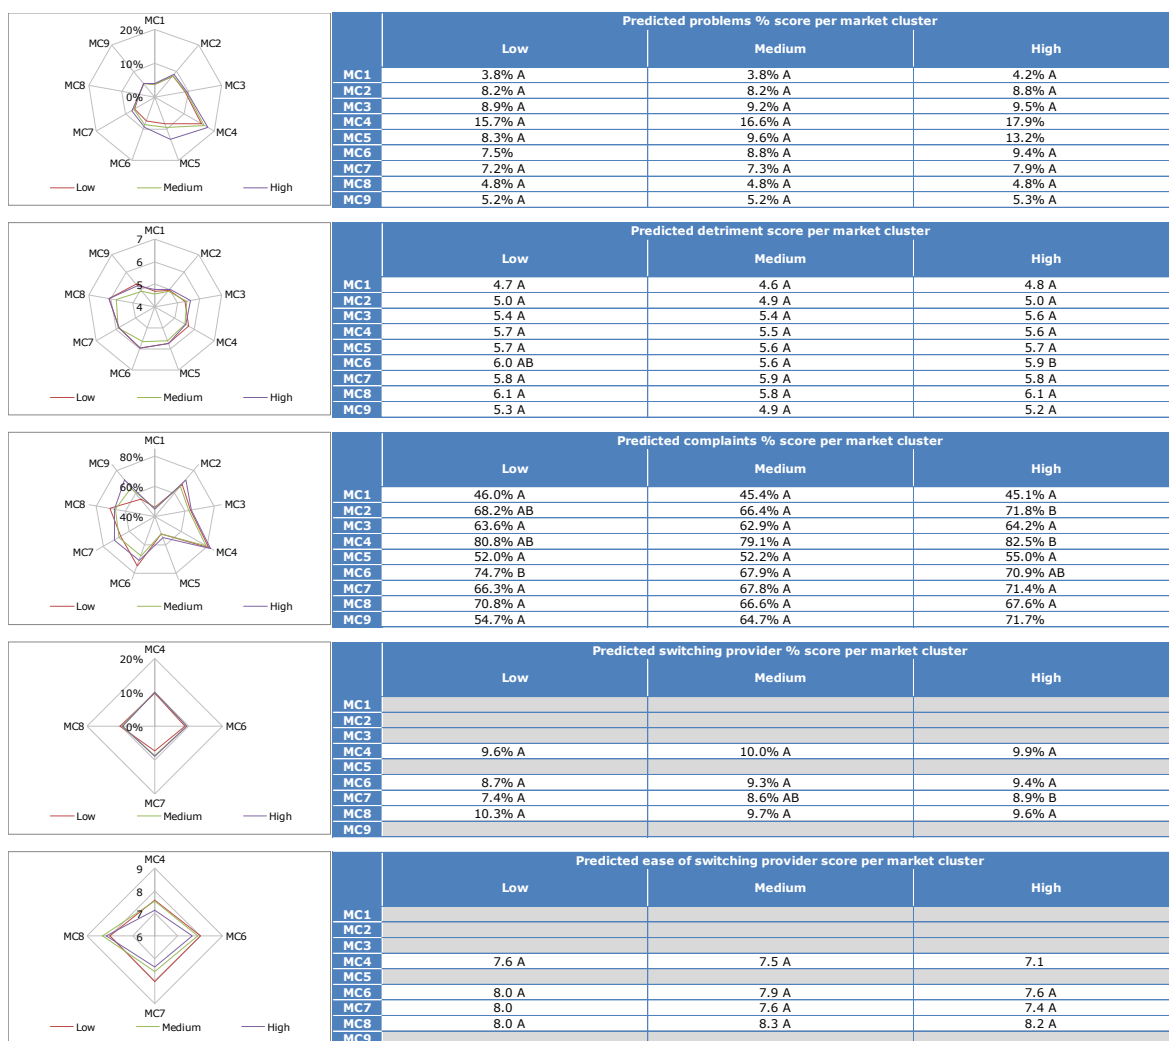 MC1
20%
MC9
MC2
10%
MC8
MC3
0%
MC7
MC4
MC6
MC5
Low
Medium
High
Predicted problems % score per market cluster
Low
Medium
High
MC1 3.8% A 3.8% A 4.2% A
MC2 8.2% A 8.2% A 8.8% A
MC3 8.9% A 9.2% A 9.5% A
MC4 15.7% A 16.6% A 17.9%
MC5 8.3% A 9.6% A 13.2%
MC6 7.5% 8.8% A 9.4% A
MC7 7.2% A 7.3% A 7.9% A
MC8 4.8% A 4.8% A 4.8% A
MC9 5.2% A 5.2% A 5.3% A
MC1
7
MC9
MC2
6
5
MC8
MC3
4
MC7
MC4
MC6
MC5
Low
Medium
High
Predicted detriment score per market cluster
Low
Medium
High
MC1 4.7 A 4.6 A 4.8 A
MC2 5.0 A 4.9 A 5.0 A
MC3 5.4 A 5.4 A 5.6 A
MC4 5.7 A 5.5 A 5.6 A
MC5 5.7 A 5.6 A 5.7 A
MC6 6.0 AB 5.6 A 5.9 B
MC7 5.8 A 5.9 A 5.8 A
MC8 6.1 A 5.8 A 6.1 A
MC9 5.3 A 4.9 A 5.2 A
MC1
80%
MC9
MC2
60%
MC8
MC3
40%
MC7
MC4
MC6
MC5
Low
Medium
High
Predicted complaints % score per market cluster
Low
Medium
High
MC1 46.0% A 45.4% A 45.1% A
MC2 68.2% AB 66.4% A 71.8% B
MC3 63.6% A 62.9% A 64.2% A
MC4 80.8% AB 79.1% A 82.5% B
MC5 52.0% A 52.2% A 55.0% A
MC6 74.7% B 67.9% A 70.9% AB
MC7 66.3% A 67.8% A 71.4% A
MC8 70.8% A 66.6% A 67.6% A
MC9 54.7% A 64.7% A 71.7%
MC4
20%
10%
MC8
0%
MC6
MC7
Low
Medium
High
Predicted switching provider % score per market cluster
Low
Medium
High
MC1
MC2
MC3
MC4 9.6% A 10.0% A 9.9% A
MC5
MC6 8.7% A 9.3% A 9.4% A
MC7 7.4% A 8.6% AB 8.9% B
MC8 10.3% A 9.7% A 9.6% A
MC9
MC4
9
8
7
MC8
6
MC6
MC7
Low
Medium
High
Predicted ease of switching provider score per market cluster
Low
Medium
High
MC1
MC2
MC3
MC4 7.6 A 7.5 A 7.1
MC5
MC6 8.0 A 7.9 A 7.6 A
MC7 8.0 7.6 A 7.4 A
MC8 8.0 A 8.3 A 8.2 A
MC9